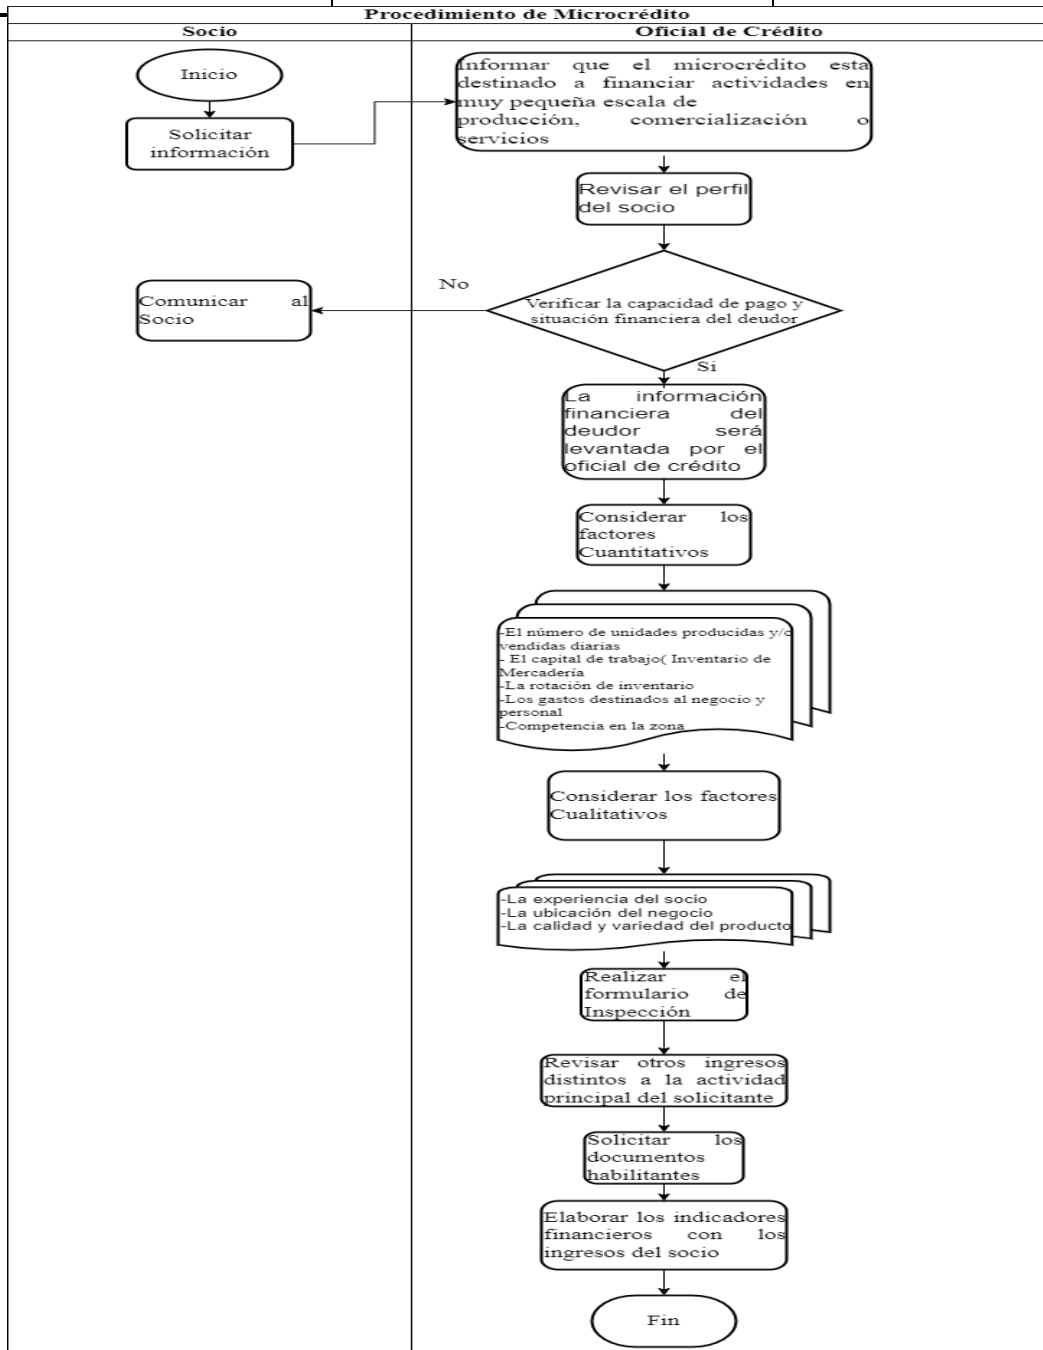 Procedimiento de Microcrédito
Socio
Oficial de Crédito
Inicio
Solicitar
información
Informar que el microcrédito esta
destinado a financiar actividades en
muy pequeña escala de
producción, comercialización o
servicios
Revisar el perfil
del socio
Verificar la capacidad de pago y
situación financiera del deudor
No
Comunicar al
Socio
Si
La información
financiera del
deudor será
levantada por el
oficial de crédito
Considerar los
factores
Cuantitativos
-El número de unidades producidas y/o
vendidas diarias
- El capital de trabajo( Inventario de
Mercadería
-La rotación de inventario
-Los gastos destinados al negocio y
personal
-Competencia en la zona
Considerar los factores
Cualitativos
-La experiencia del socio
-La ubicación del negocio
-La calidad y variedad del producto
Realizar el
formulario de
Inspección
Revisar otros ingresos
distintos a la actividad
principal del solicitante
Solicitar los
documentos
habilitantes
Elaborar los indicadores
financieros con los
ingresos del socio
Fin